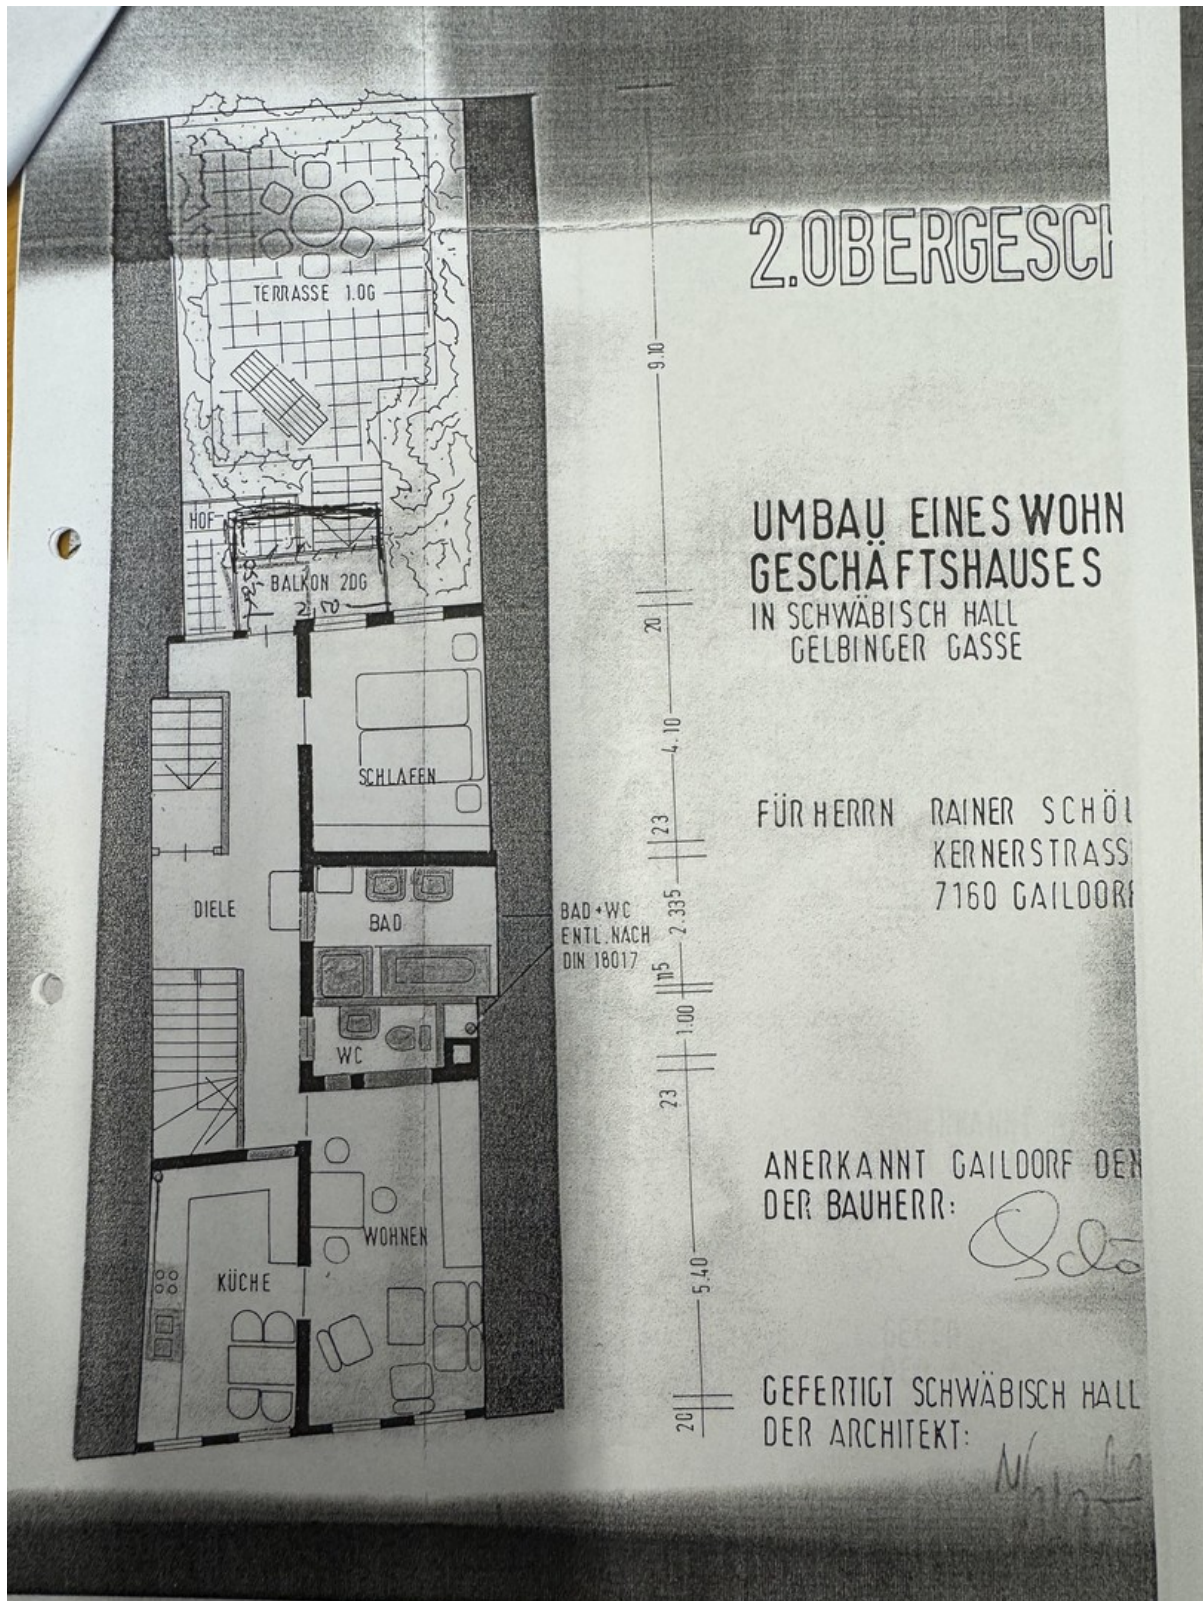 2.OBERGESCH
TERRASSE 1.OG
HOF
BALKON 2OG
2,50
SCHLAFEN
DIELE
BAD
BAD+WC
ENTL.NACH
DIN 18017
WC
WOHNEN
KÜCHE
9.10
20
4.10
23
2.335
115
1.00
23
5.40
20
UMBAU EINES WOHN
GESCHÄFTSHAUSES
IN SCHWÄBISCH HALL
GELBINGER GASSE
FÜR HERRN RAINER SCHÖL
KERNERSTRASS
7160 GAILDORF
ANERKANNT GAILDORF DEN
DER BAUHERR:
GEFERTIGT SCHWÄBISCH HALL
DER ARCHITEKT: